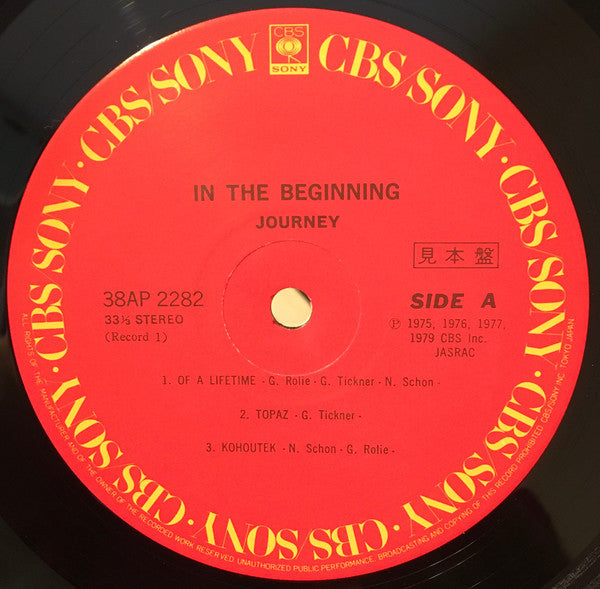 CBS
SONY
CBS/SONY · CBS/SONY · CBS/SONY · CBS/SONY · CBS/SONY · CBS/SONY · CBS/SONY · CBS/SONY
IN THE BEGINNING
JOURNEY
見本盤
38AP 2282
SIDE A
33⅓ STEREO
(Record 1)
Ⓟ 1975, 1976, 1977,
1979 CBS Inc.
JASRAC
1. OF A LIFETIME - G. Rolie - G. Tickner - N. Schon -
2. TOPAZ - G. Tickner -
3. KOHOUTEK - N. Schon - G. Rolie -
ALL RIGHTS OF THE MANUFACTURER AND OF THE OWNER OF THE RECORDED WORK RESERVED. UNAUTHORIZED PUBLIC PERFORMANCE, BROADCASTING AND COPYING OF THIS RECORD PROHIBITED. CBS/SONY INC. TOKYO JAPAN